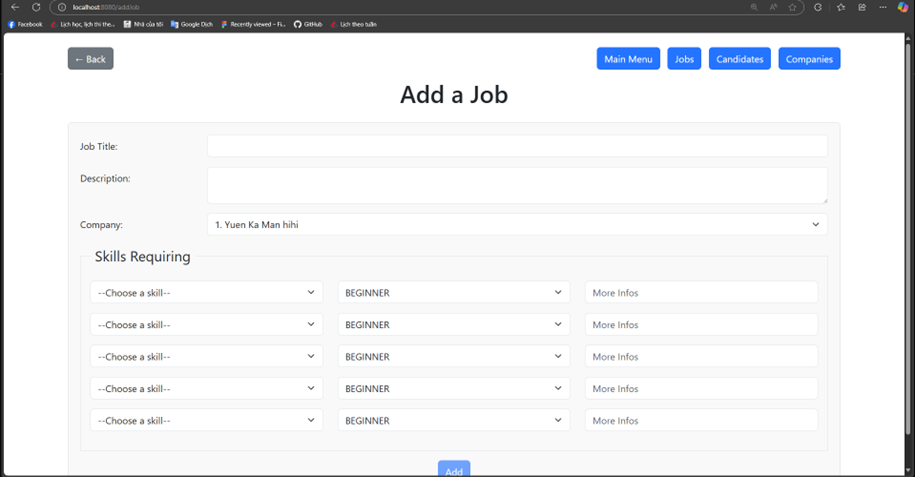 localhost:8080/addJob
Facebook Lịch học, lịch thi the... Nhà của tôi Google Dịch Recently viewed – Fi... GitHub Lịch theo tuần
← Back Main Menu Jobs Candidates Companies
Add a Job
Job Title:
Description:
Company: 1. Yuen Ka Man hihi
Skills Requiring
--Choose a skill-- BEGINNER More Infos
--Choose a skill-- BEGINNER More Infos
--Choose a skill-- BEGINNER More Infos
--Choose a skill-- BEGINNER More Infos
--Choose a skill-- BEGINNER More Infos
Add